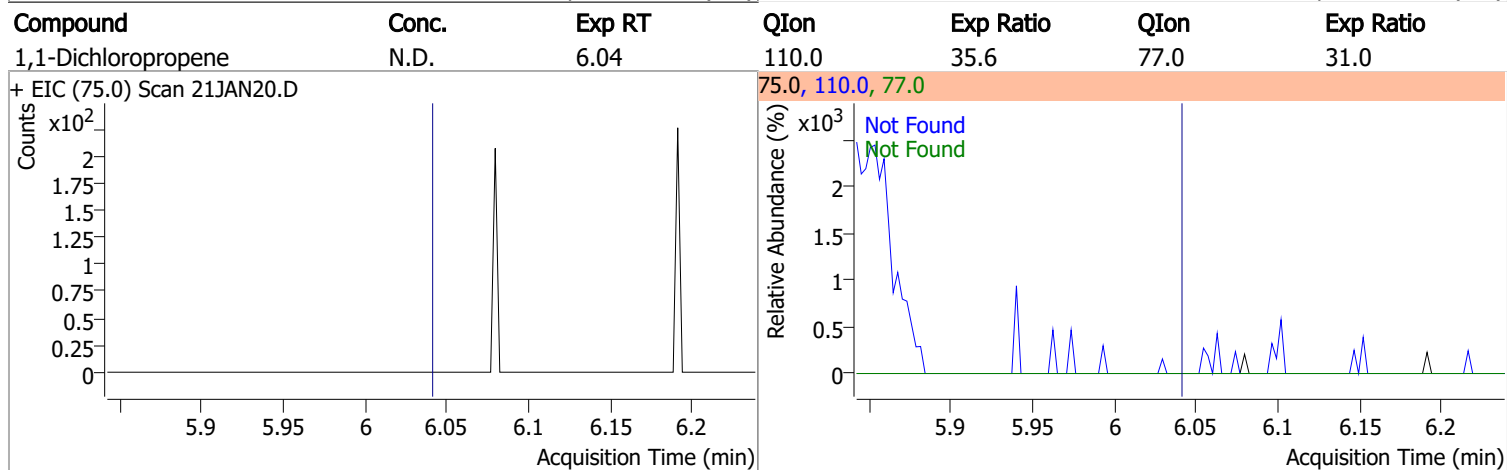 Compound Conc. Exp RT QIon Exp Ratio QIon Exp Ratio
1,1-Dichloropropene N.D. 6.04 110.0 35.6 77.0 31.0
+ EIC (75.0) Scan 21JAN20.D
Counts
x10²
2
1.75
1.5
1.25
1
0.75
0.5
0.25
0
5.9 5.95 6 6.05 6.1 6.15 6.2
Acquisition Time (min)
75.0, 110.0, 77.0
Relative Abundance (%)
x10³
Not Found
Not Found
2
1.5
1
0.5
0
5.9 5.95 6 6.05 6.1 6.15 6.2
Acquisition Time (min)